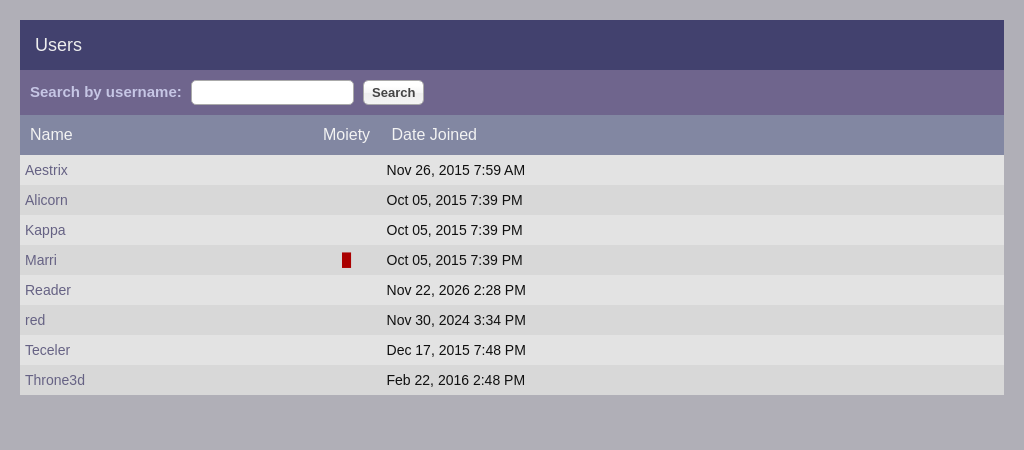 Users
Search by username: Search
Name Moiety Date Joined
Aestrix Nov 26, 2015 7:59 AM
Alicorn Oct 05, 2015 7:39 PM
Kappa Oct 05, 2015 7:39 PM
Marri Oct 05, 2015 7:39 PM
Reader Nov 22, 2026 2:28 PM
red Nov 30, 2024 3:34 PM
Teceler Dec 17, 2015 7:48 PM
Throne3d Feb 22, 2016 2:48 PM